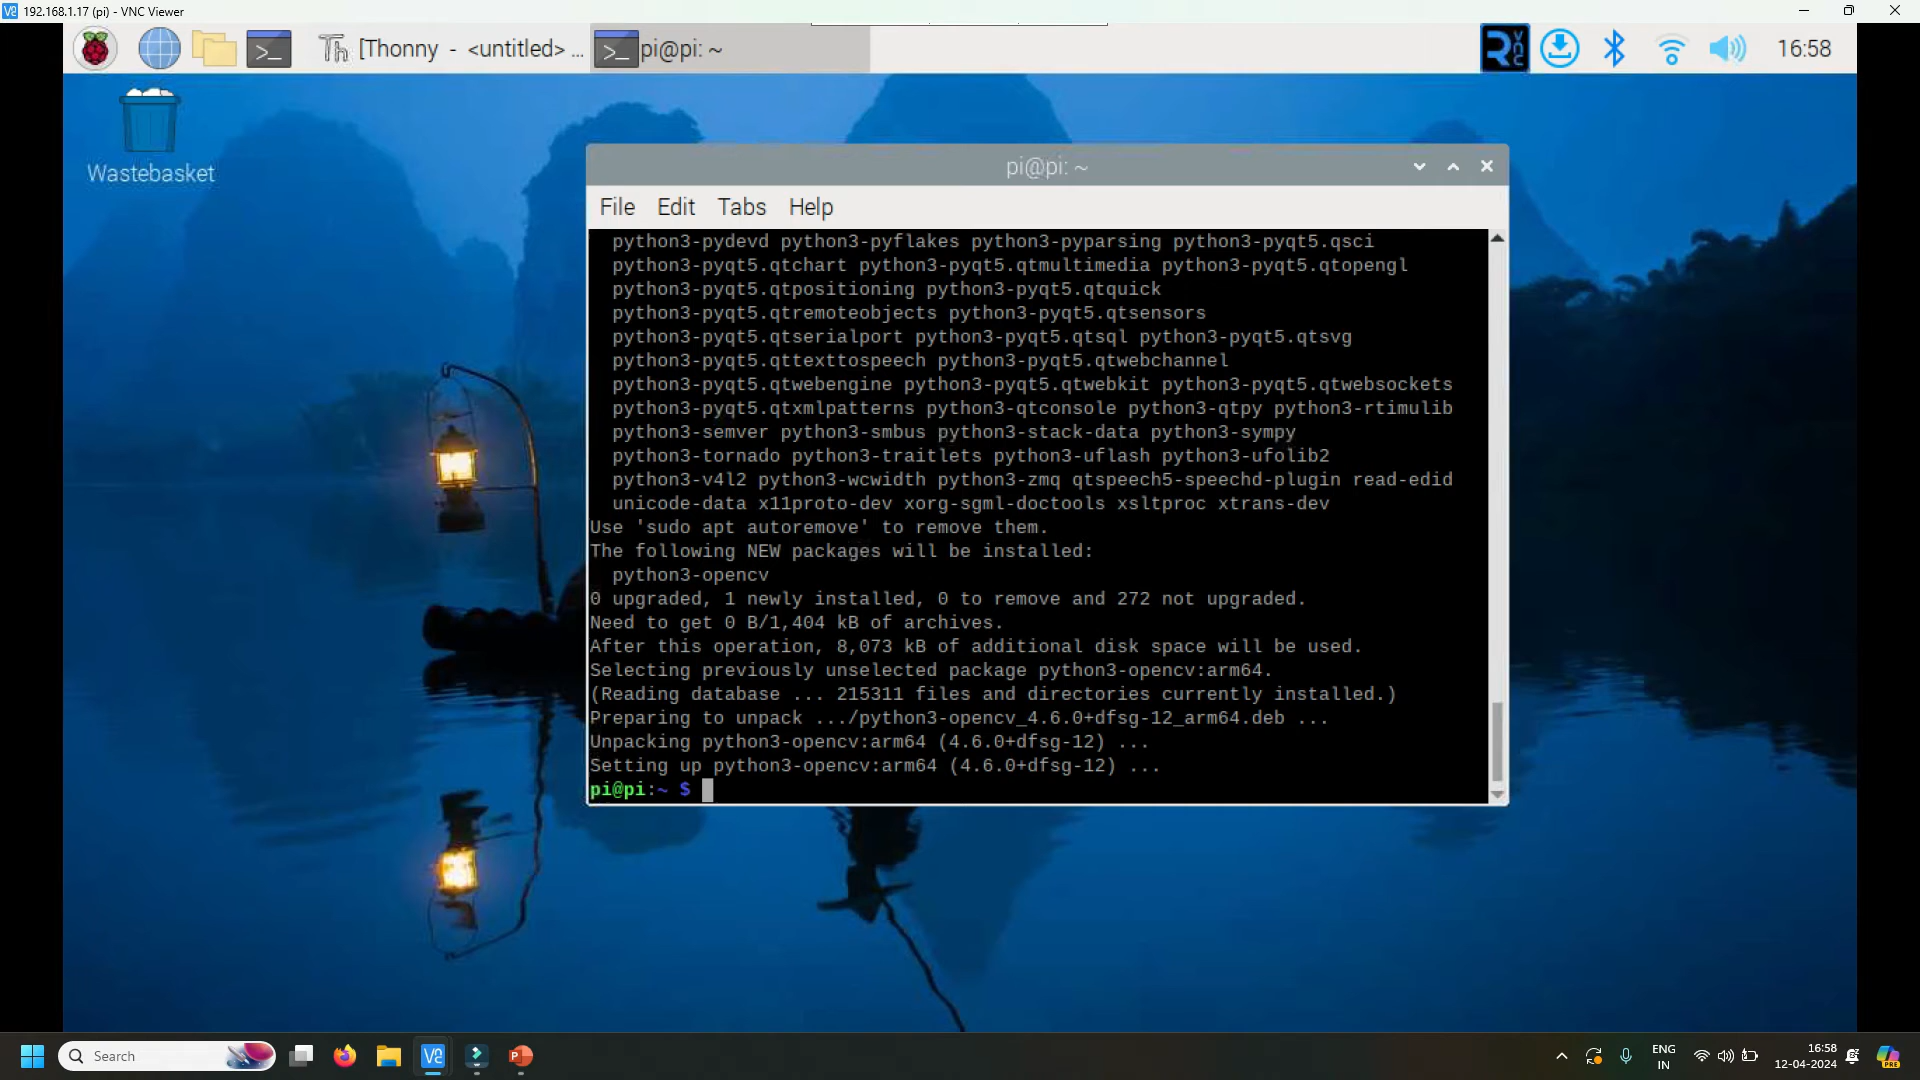 192.168.1.17 (pi) - VNC Viewer
[Thonny - <untitled> ...
pi@pi: ~
16:58
Wastebasket
pi@pi: ~
File Edit Tabs Help
python3-pydevd python3-pyflakes python3-pyparsing python3-pyqt5.qsci
python3-pyqt5.qtchart python3-pyqt5.qtmultimedia python3-pyqt5.qtopengl
python3-pyqt5.qtpositioning python3-pyqt5.qtquick
python3-pyqt5.qtremoteobjects python3-pyqt5.qtsensors
python3-pyqt5.qtserialport python3-pyqt5.qtsql python3-pyqt5.qtsvg
python3-pyqt5.qttexttospeech python3-pyqt5.qtwebchannel
python3-pyqt5.qtwebengine python3-pyqt5.qtwebkit python3-pyqt5.qtwebsockets
python3-pyqt5.qtxmlpatterns python3-qtconsole python3-qtpy python3-rtimulib
python3-semver python3-smbus python3-stack-data python3-sympy
python3-tornado python3-traitlets python3-uflash python3-ufolib2
python3-v4l2 python3-wcwidth python3-zmq qtspeech5-speechd-plugin read-edid
unicode-data x11proto-dev xorg-sgml-doctools xsltproc xtrans-dev
Use 'sudo apt autoremove' to remove them.
The following NEW packages will be installed:
python3-opencv
0 upgraded, 1 newly installed, 0 to remove and 272 not upgraded.
Need to get 0 B/1,404 kB of archives.
After this operation, 8,073 kB of additional disk space will be used.
Selecting previously unselected package python3-opencv:arm64.
(Reading database ... 215311 files and directories currently installed.)
Preparing to unpack .../python3-opencv_4.6.0+dfsg-12_arm64.deb ...
Unpacking python3-opencv:arm64 (4.6.0+dfsg-12) ...
Setting up python3-opencv:arm64 (4.6.0+dfsg-12) ...
pi@pi:~ $
Search
ENG
IN
16:58
12-04-2024